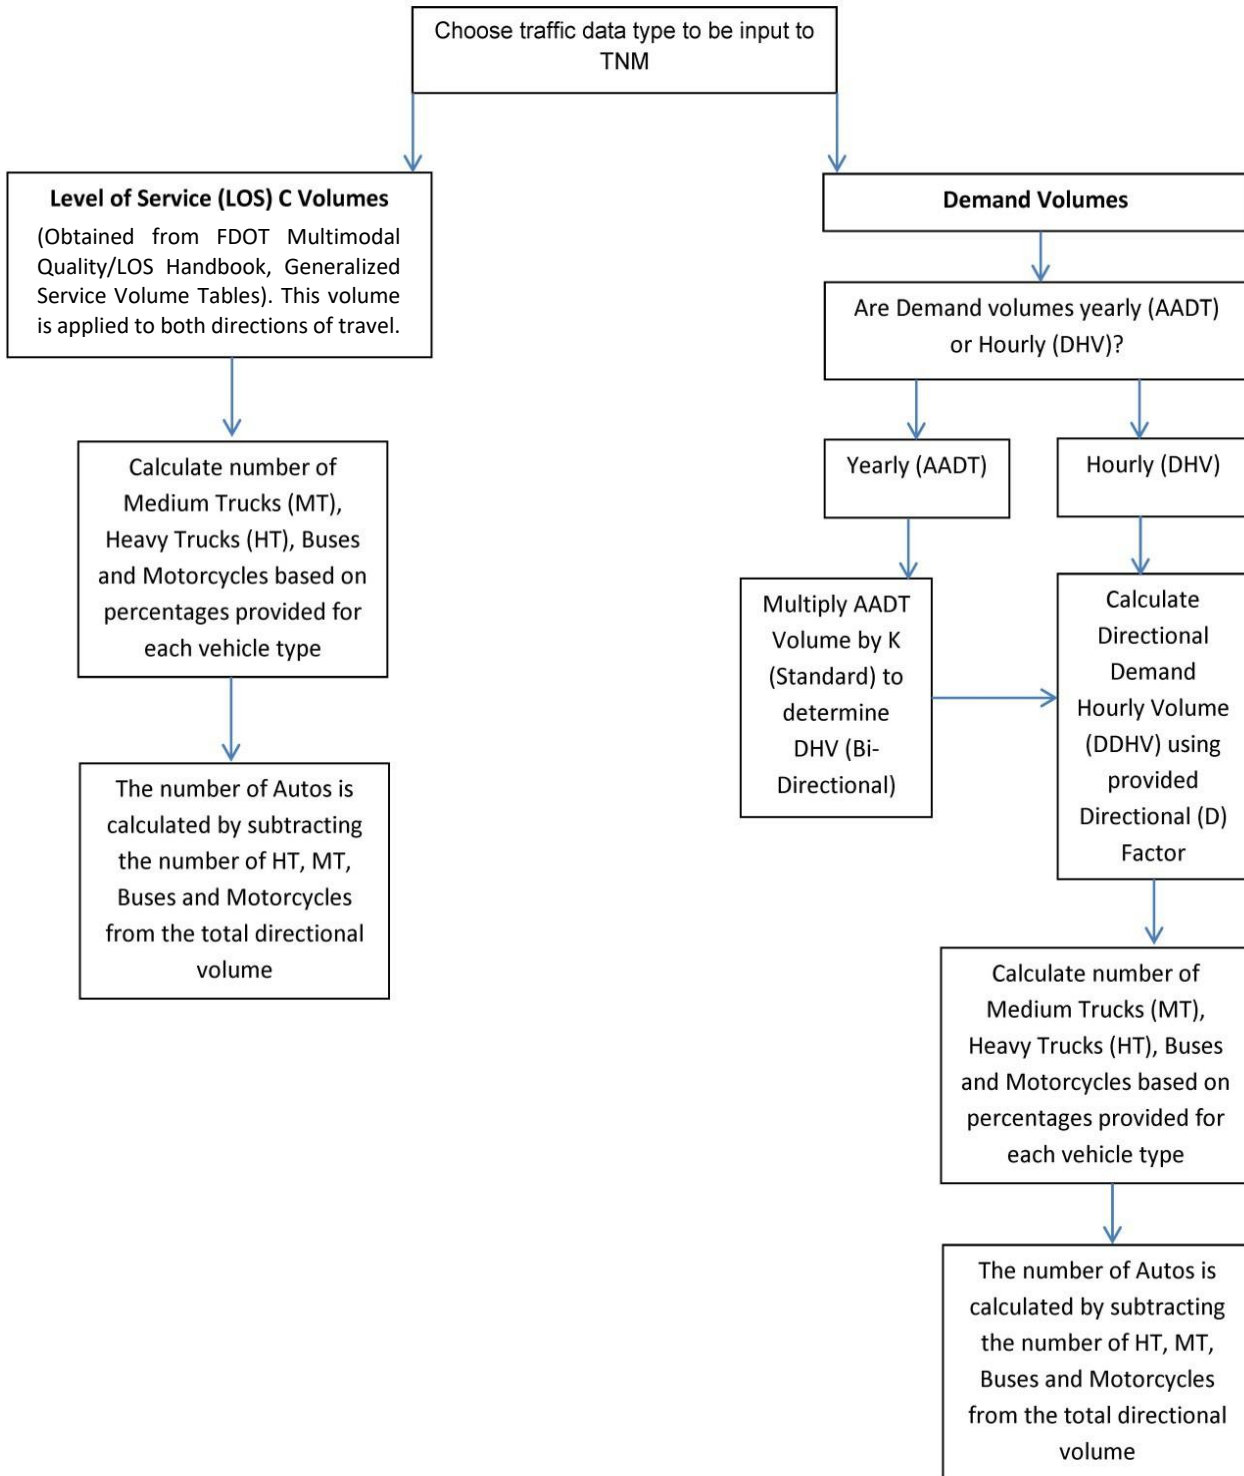 Choose traffic data type to be input to
TNM
Level of Service (LOS) C Volumes
(Obtained from FDOT Multimodal
Quality/LOS Handbook, Generalized
Service Volume Tables). This volume
is applied to both directions of travel.
Calculate number of
Medium Trucks (MT),
Heavy Trucks (HT), Buses
and Motorcycles based on
percentages provided for
each vehicle type
The number of Autos is
calculated by subtracting
the number of HT, MT,
Buses and Motorcycles
from the total directional
volume
Demand Volumes
Are Demand volumes yearly (AADT)
or Hourly (DHV)?
Yearly (AADT)
Hourly (DHV)
Multiply AADT
Volume by K
(Standard) to
determine
DHV (Bi-
Directional)
Calculate
Directional
Demand
Hourly Volume
(DDHV) using
provided
Directional (D)
Factor
Calculate number of
Medium Trucks (MT),
Heavy Trucks (HT), Buses
and Motorcycles based on
percentages provided for
each vehicle type
The number of Autos is
calculated by subtracting
the number of HT, MT,
Buses and Motorcycles
from the total directional
volume